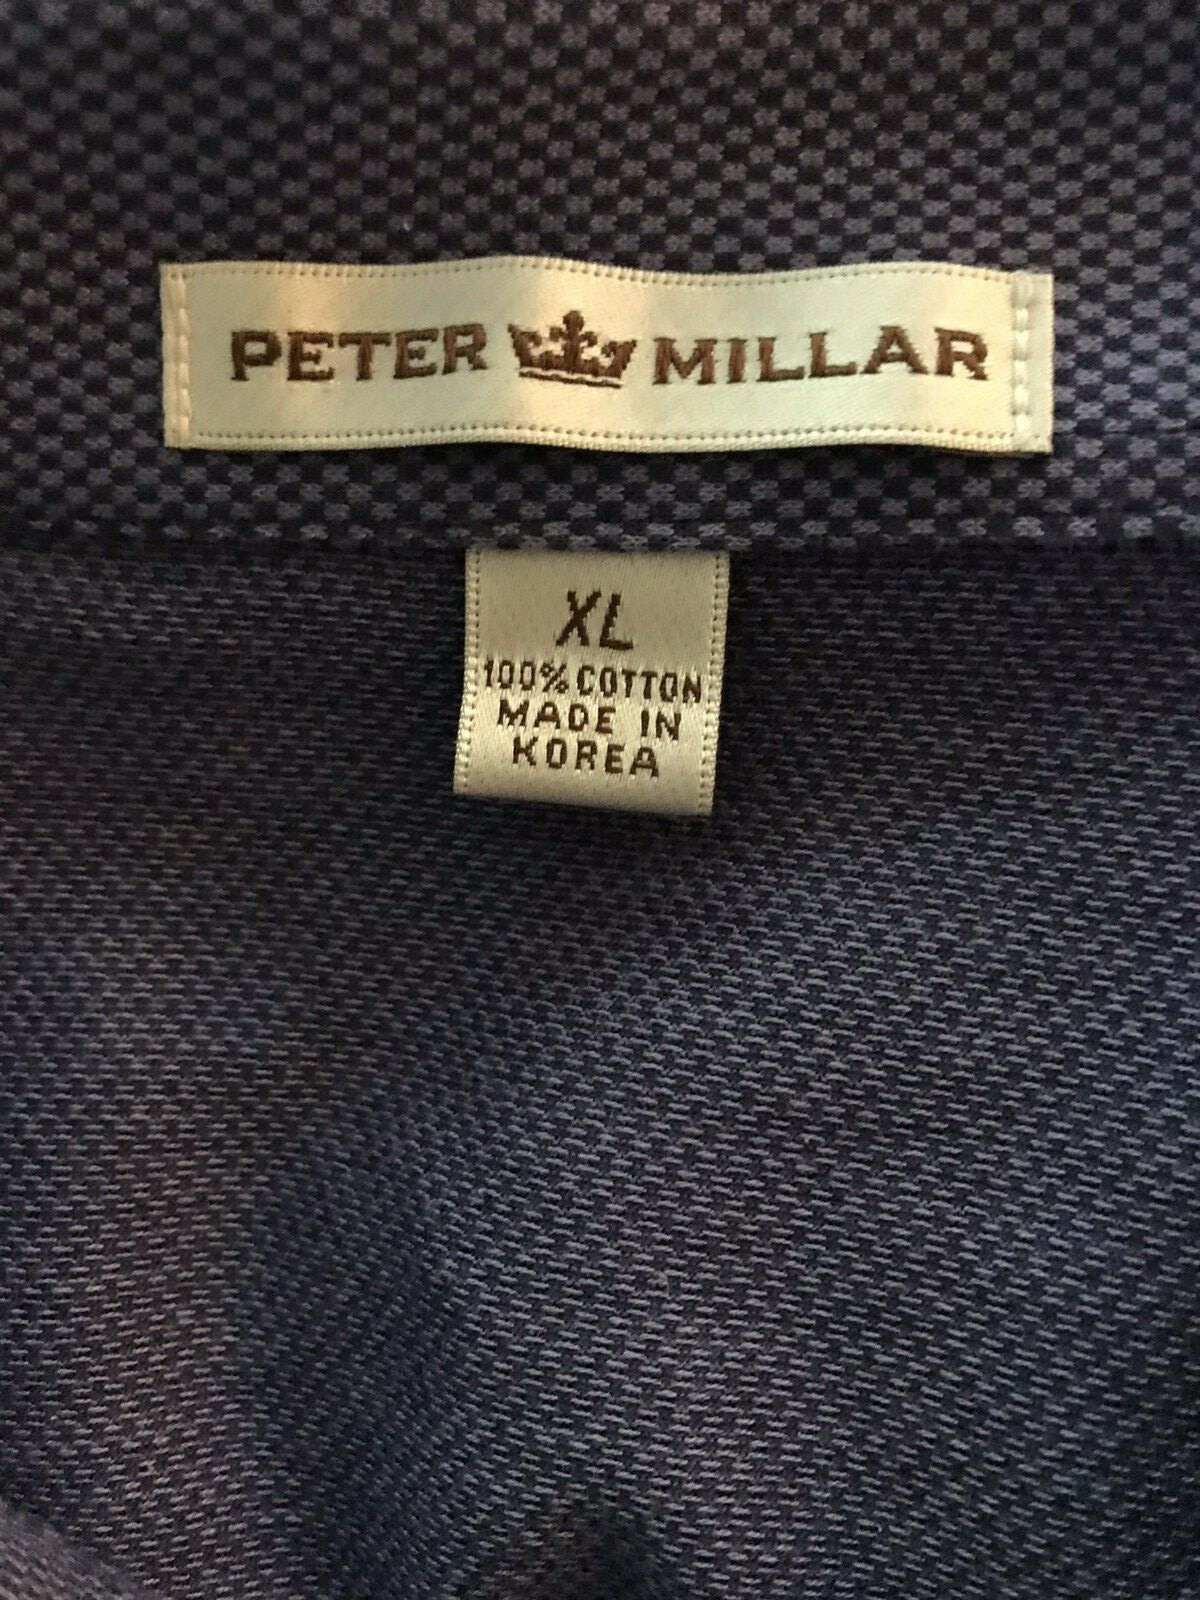 PETER MILLAR
XL
100% COTTON
MADE IN
KOREA